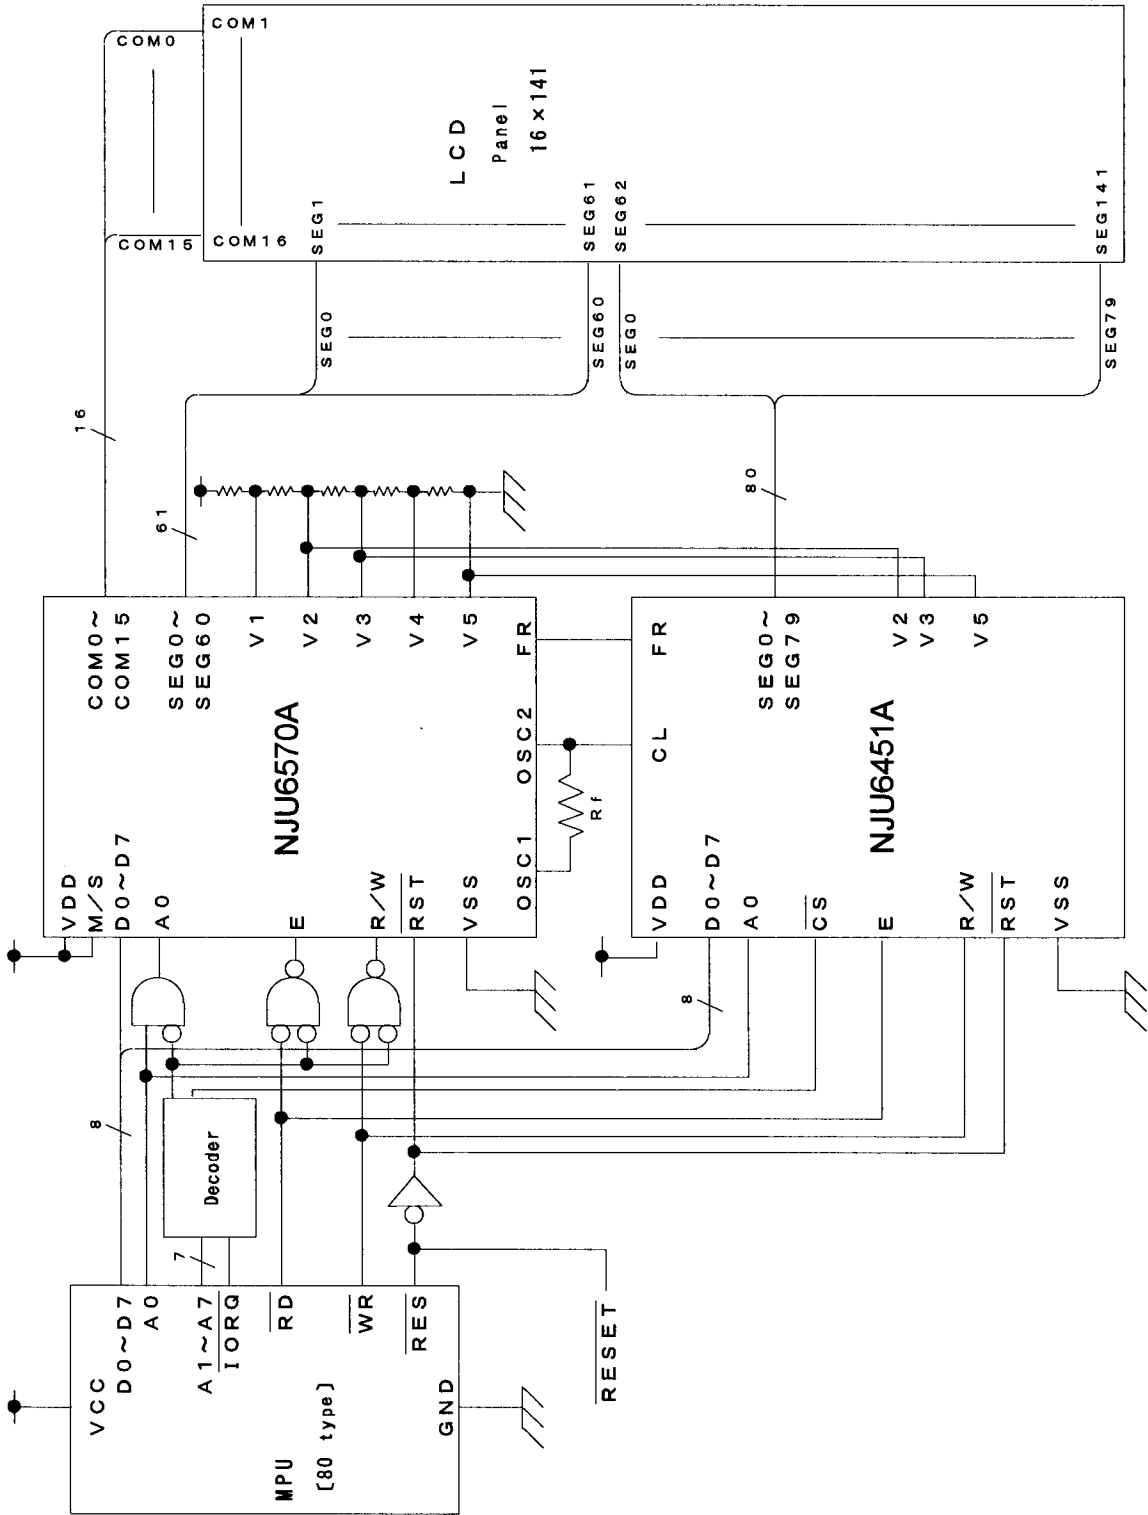 MPU
[80 type]
VCC
D0~D7
A0
A1~A7
IORQ
RD
WR
RES
GND
RESET
8
7
Decoder
NJU6570A
VDD
M/S
D0~D7
A0
E
R/W
RST
VSS
OSC1
OSC2
FR
COM0~
COM15
SEG0~
SEG60
V1
V2
V3
V4
V5
Rf
16
61
8
NJU6451A
VDD
D0~D7
A0
CS
E
R/W
RST
VSS
CL
FR
SEG0~
SEG79
V2
V3
V5
80
COM0
COM15
SEG0
SEG60
SEG0
SEG79
LCD
Panel
16×141
COM1
COM16
SEG1
SEG61
SEG62
SEG141